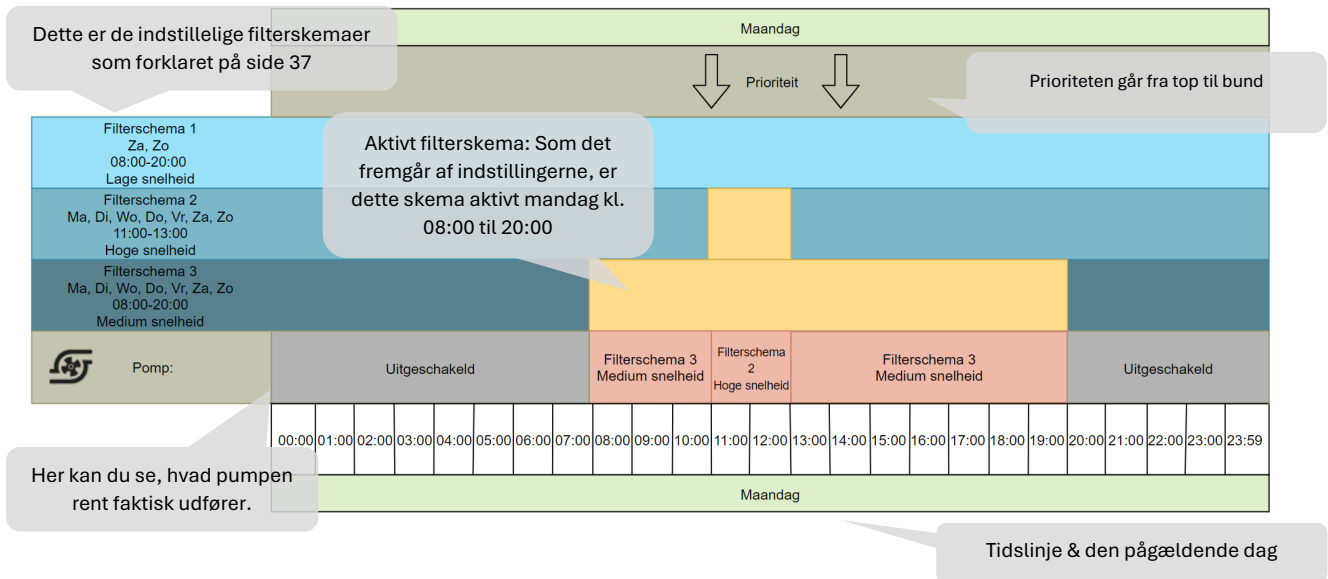 Maandag
Dette er de indstillelige filterskemaer
som forklaret på side 37
Prioriteit
Prioriteten går fra top til bund
Filterschema 1
Za, Zo
08:00-20:00
Lage snelheid
Aktivt filterskema: Som det
fremgår af indstillingerne, er
dette skema aktivt mandag kl.
08:00 til 20:00
Filterschema 2
Ma, Di, Wo, Do, Vr, Za, Zo
11:00-13:00
Hoge snelheid
Filterschema 3
Ma, Di, Wo, Do, Vr, Za, Zo
08:00-20:00
Medium snelheid
Pomp:
Uitgeschakeld
Filterschema 3
Medium snelheid
Filterschema
2
Hoge snelheid
Filterschema 3
Medium snelheid
Uitgeschakeld
00:00 01:00 02:00 03:00 04:00 05:00 06:00 07:00 08:00 09:00 10:00 11:00 12:00 13:00 14:00 15:00 16:00 17:00 18:00 19:00 20:00 21:00 22:00 23:00 23:59
Her kan du se, hvad pumpen
rent faktisk udfører.
Maandag
Tidslinje & den pågældende dag